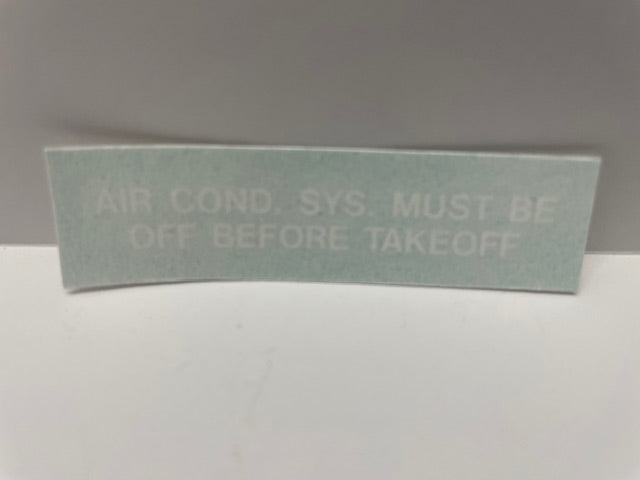 AIR COND. SYS. MUST BE
OFF BEFORE TAKEOFF